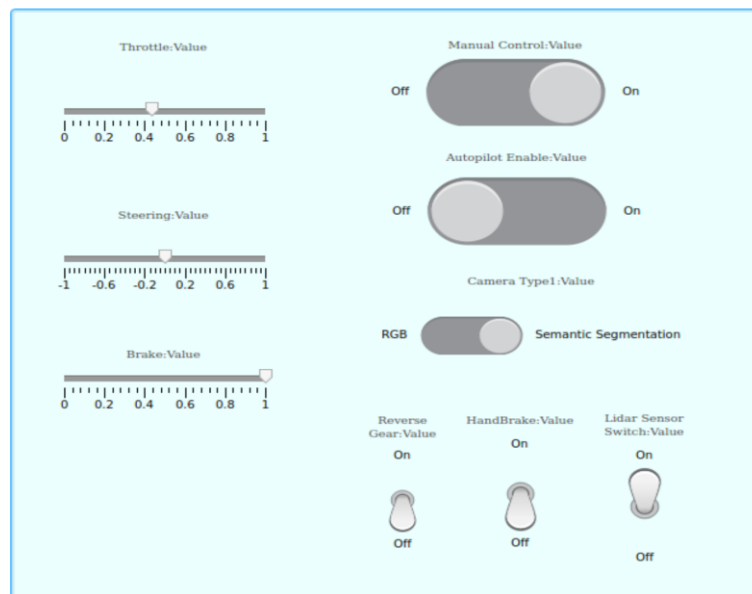 Throttle:Value
0 0.2 0.4 0.6 0.8 1
Steering:Value
-1 -0.6 -0.2 0.2 0.6 1
Brake:Value
0 0.2 0.4 0.6 0.8 1
Manual Control:Value
Off On
Autopilot Enable:Value
Off On
Camera Type1:Value
RGB Semantic Segmentation
Reverse
Gear:Value
On
Off
HandBrake:Value
On
Off
Lidar Sensor
Switch:Value
On
Off